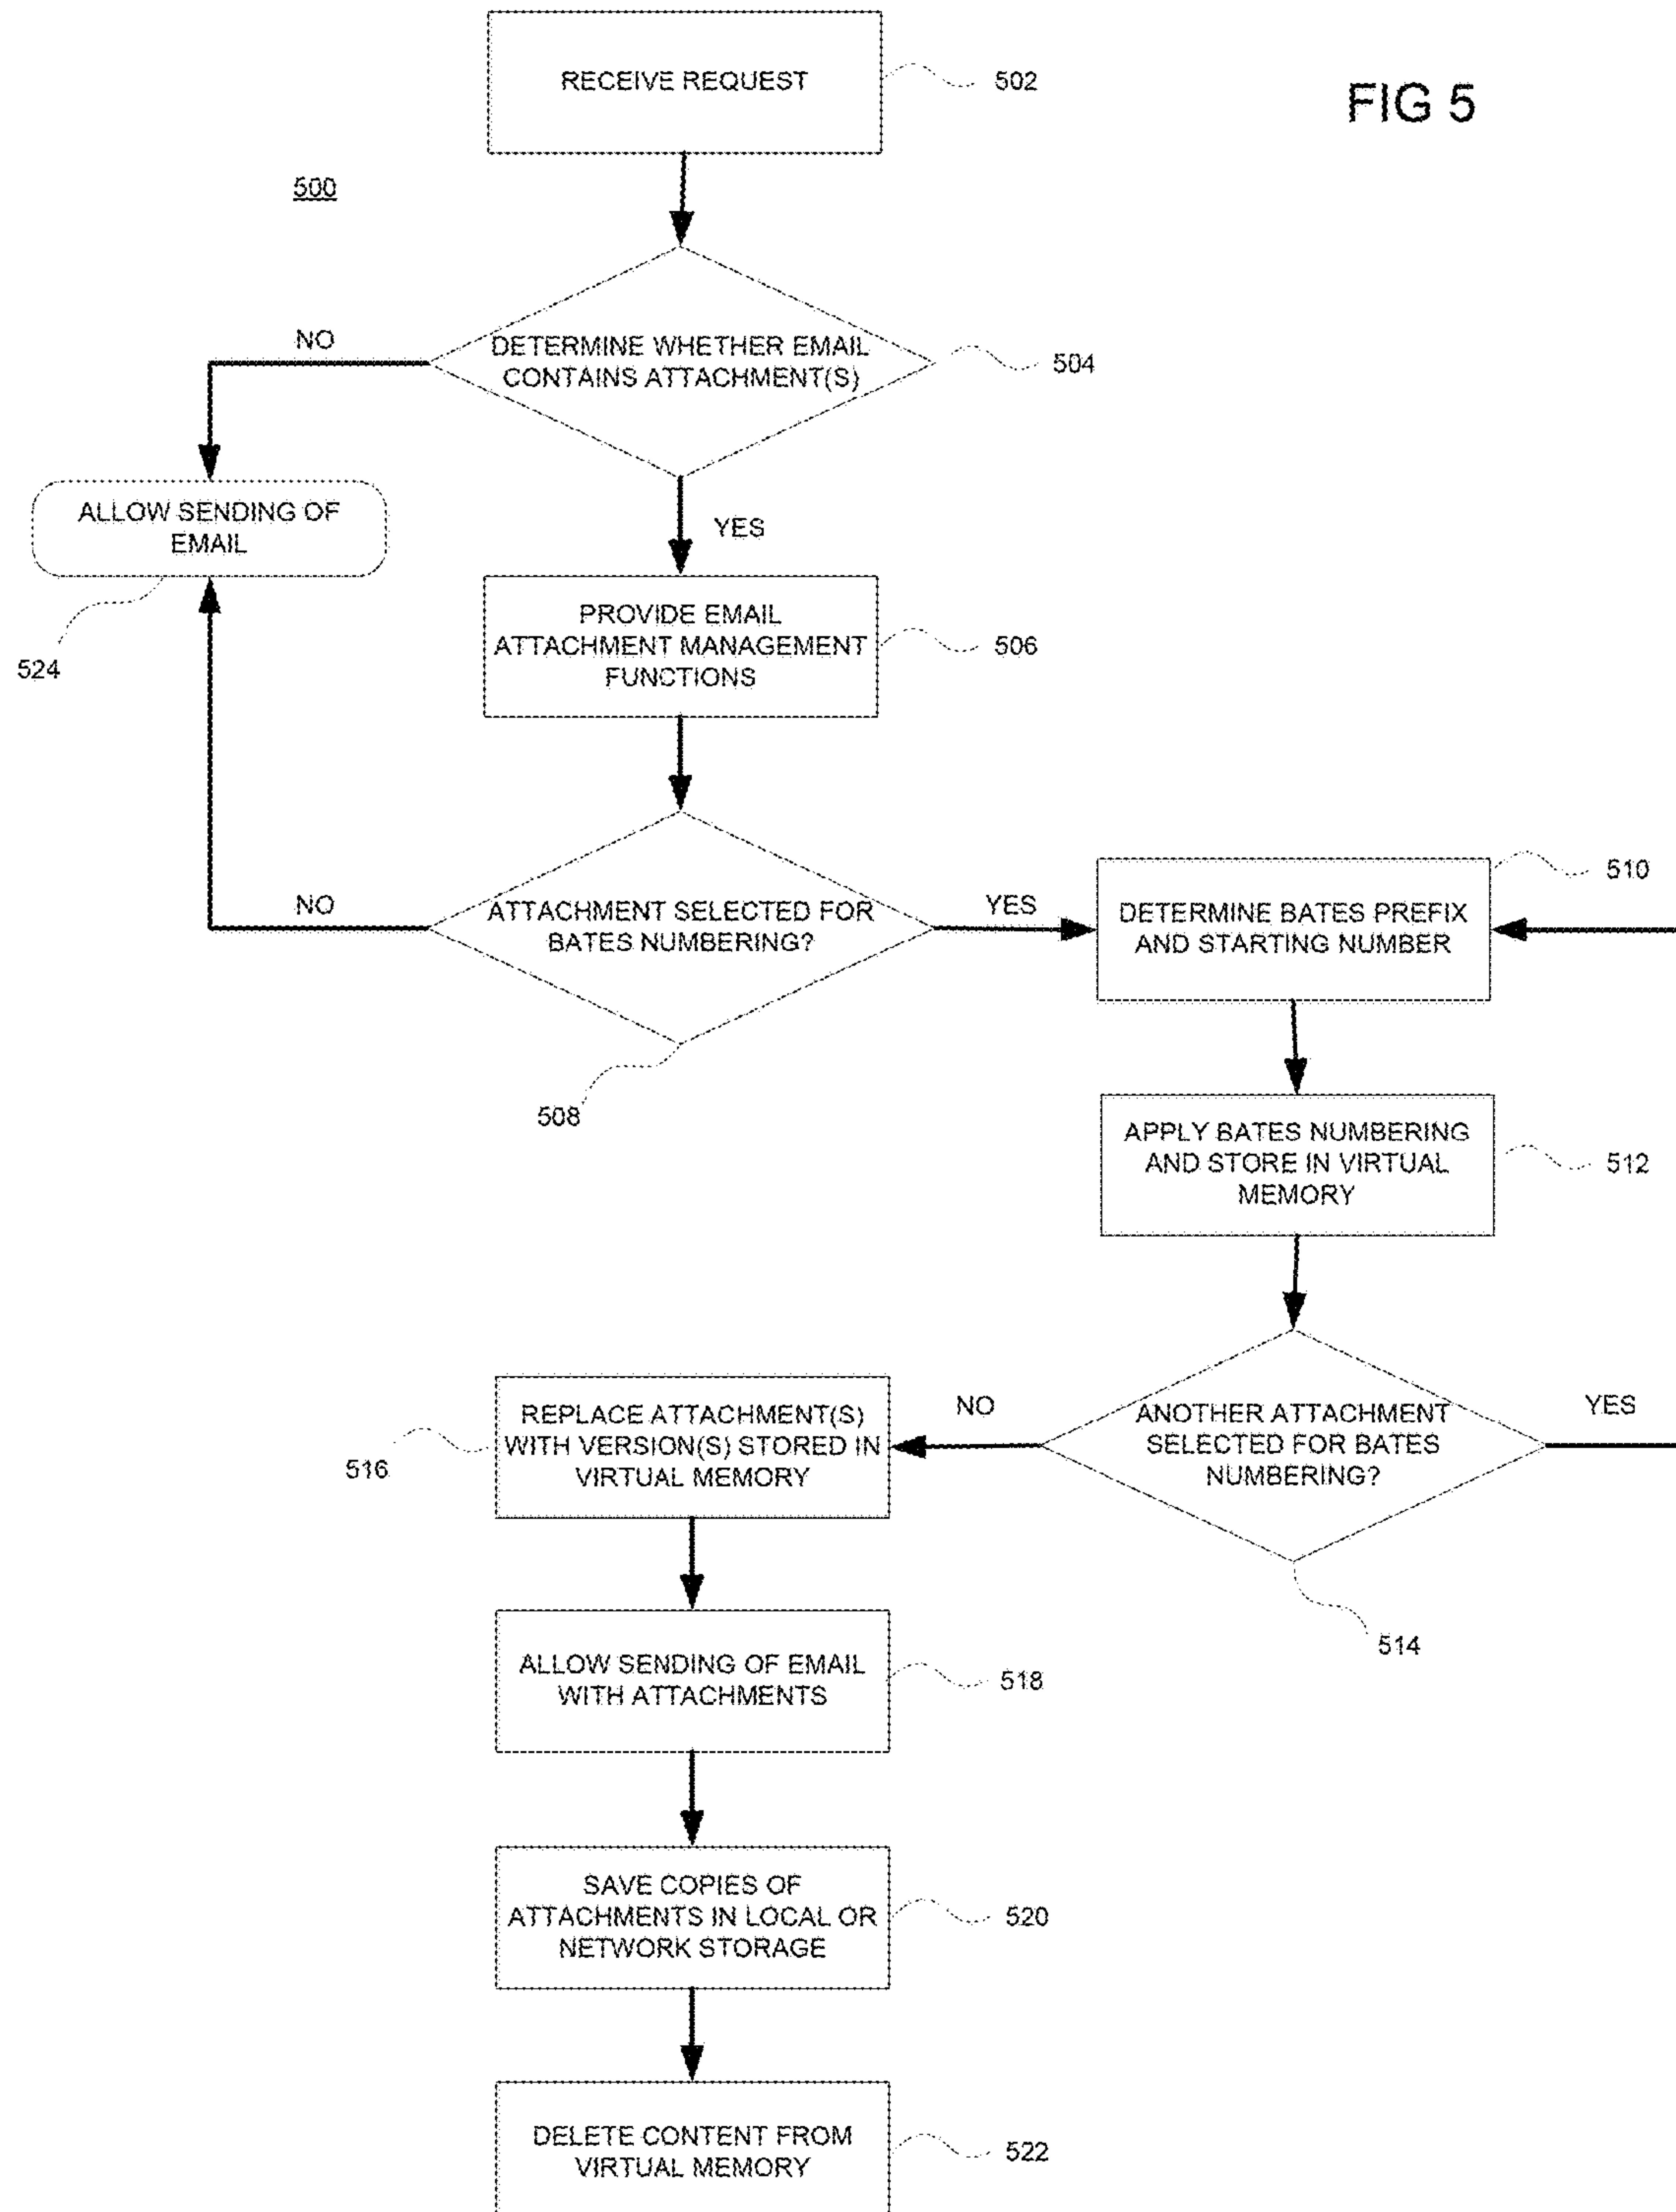 RECEIVE REQUEST
502
FIG 5
500
NO
DETERMINE WHETHER EMAIL
CONTAINS ATTACHMENT(S)
504
ALLOW SENDING OF
EMAIL
524
YES
PROVIDE EMAIL
ATTACHMENT MANAGEMENT
FUNCTIONS
506
NO
ATTACHMENT SELECTED FOR
BATES NUMBERING?
508
YES
DETERMINE BATES PREFIX
AND STARTING NUMBER
510
APPLY BATES NUMBERING
AND STORE IN VIRTUAL
MEMORY
512
ANOTHER ATTACHMENT
SELECTED FOR BATES
NUMBERING?
YES
514
NO
REPLACE ATTACHMENT(S)
WITH VERSION(S) STORED IN
VIRTUAL MEMORY
516
ALLOW SENDING OF EMAIL
WITH ATTACHMENTS
518
SAVE COPIES OF
ATTACHMENTS IN LOCAL OR
NETWORK STORAGE
520
DELETE CONTENT FROM
VIRTUAL MEMORY
522